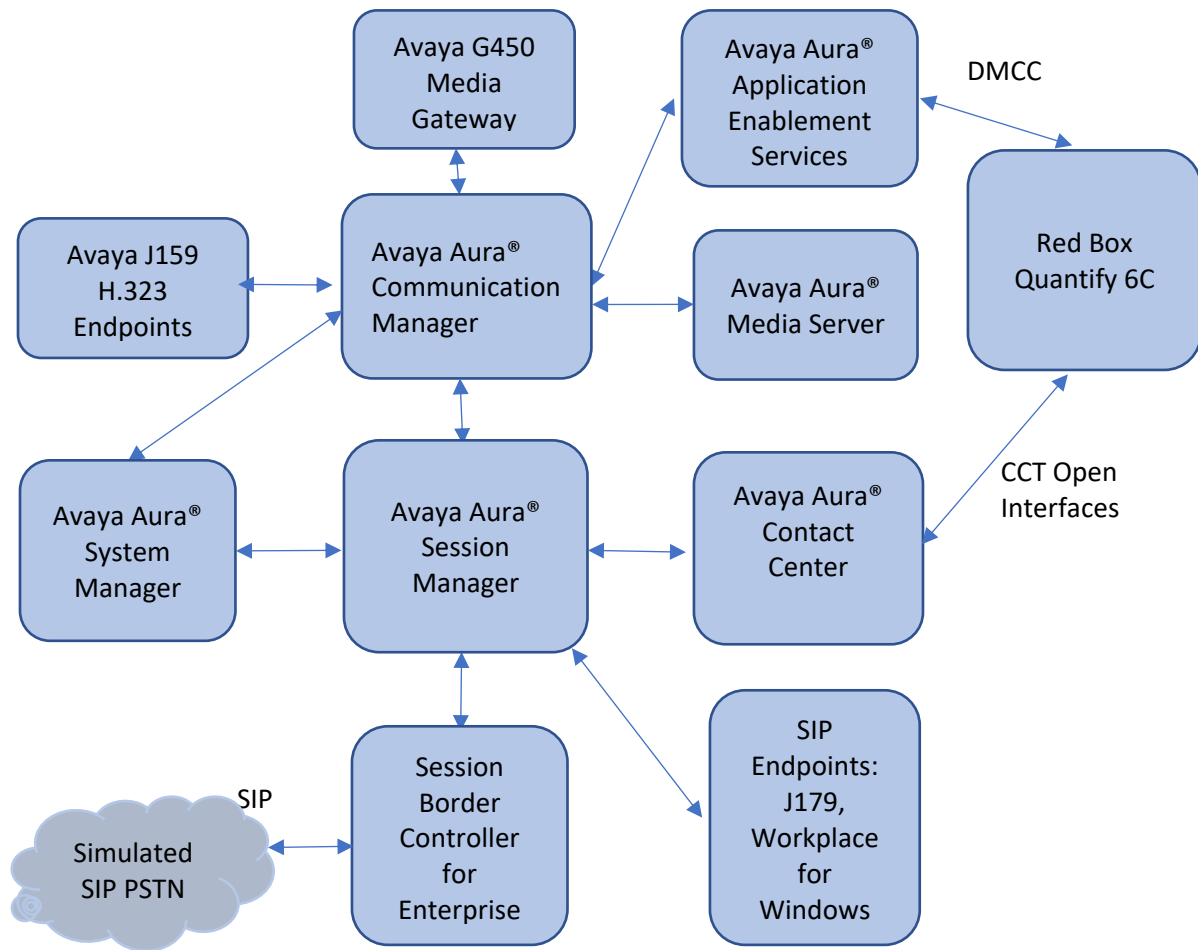 Avaya G450
Media
Gateway
Avaya Aura®
Application
Enablement
Services
DMCC
Red Box
Quantify 6C
Avaya J159
H.323
Endpoints
Avaya Aura®
Communication
Manager
Avaya Aura®
Media Server
Avaya Aura®
System
Manager
Avaya Aura®
Session
Manager
Avaya Aura®
Contact
Center
CCT Open
Interfaces
Simulated
SIP PSTN
SIP
Session
Border
Controller
for
Enterprise
SIP
Endpoints:
J179,
Workplace
for
Windows